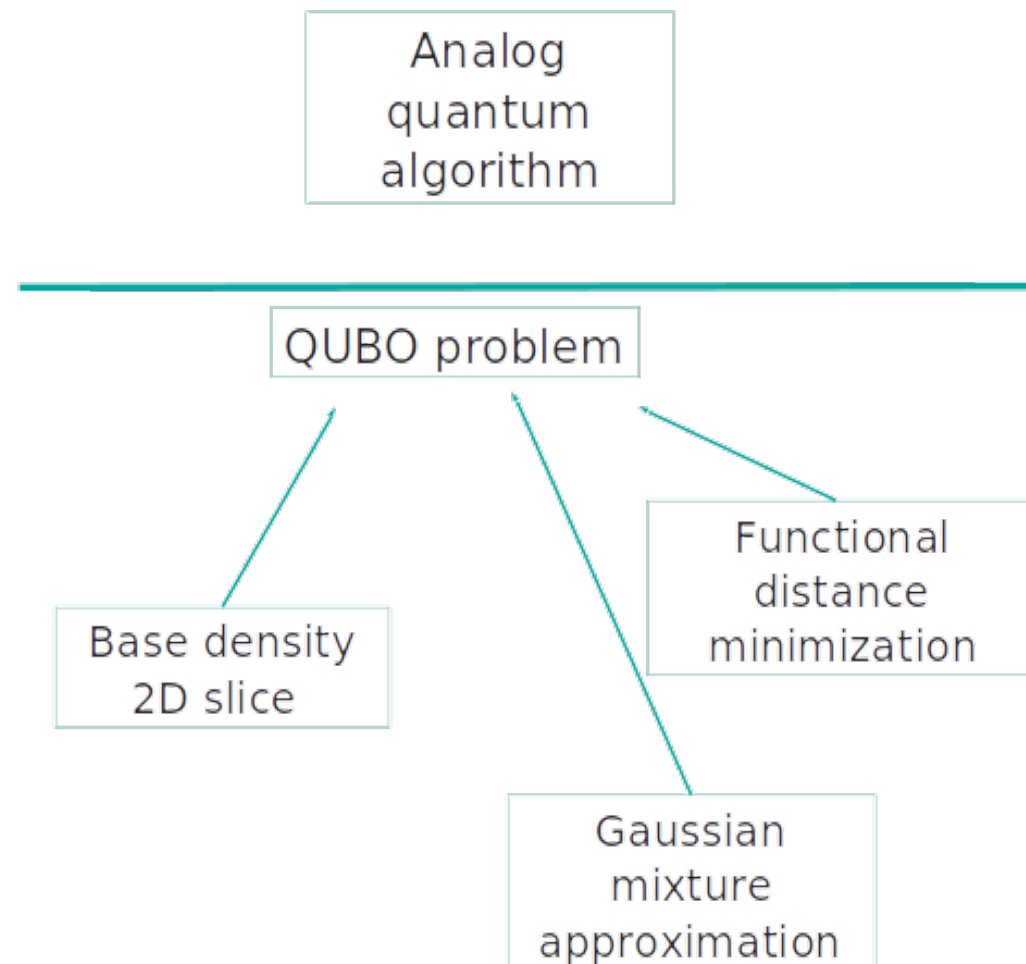 Analog
quantum
algorithm
QUBO problem
Functional
distance
minimization
Base density
2D slice
Gaussian
mixture
approximation